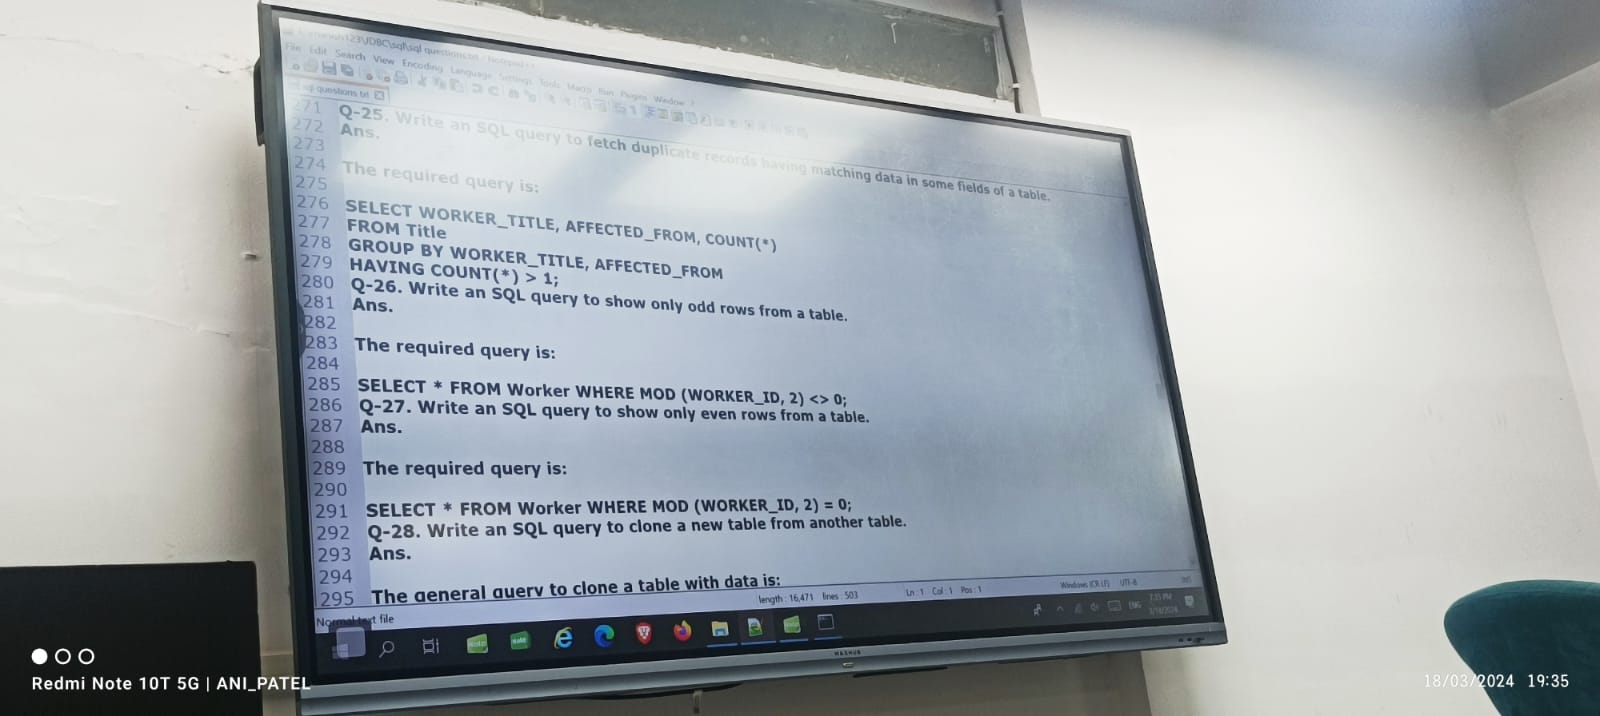 File Edit Search View Encoding Language Settings Tools Macro Run Plugins Window ?
sql questions.txt
271 Q-25. Write an SQL query to fetch duplicate records having matching data in some fields of a table.
272 Ans.
273
274 The required query is:
275
276 SELECT WORKER_TITLE, AFFECTED_FROM, COUNT(*)
277 FROM Title
278 GROUP BY WORKER_TITLE, AFFECTED_FROM
279 HAVING COUNT(*) > 1;
280 Q-26. Write an SQL query to show only odd rows from a table.
281 Ans.
282
283 The required query is:
284
285 SELECT * FROM Worker WHERE MOD (WORKER_ID, 2) <> 0;
286 Q-27. Write an SQL query to show only even rows from a table.
287 Ans.
288
289 The required query is:
290
291 SELECT * FROM Worker WHERE MOD (WORKER_ID, 2) = 0;
292 Q-28. Write an SQL query to clone a new table from another table.
293 Ans.
294
295 The general query to clone a table with data is:
Normal text file length : 16,471 lines : 503 Ln : 1 Col : 1 Pos : 1 Windows (CR LF) UTF-8 INS
ENG 7:35 PM
3/18/2024
MAXHUB
Redmi Note 10T 5G | ANI_PATEL
18/03/2024 19:35